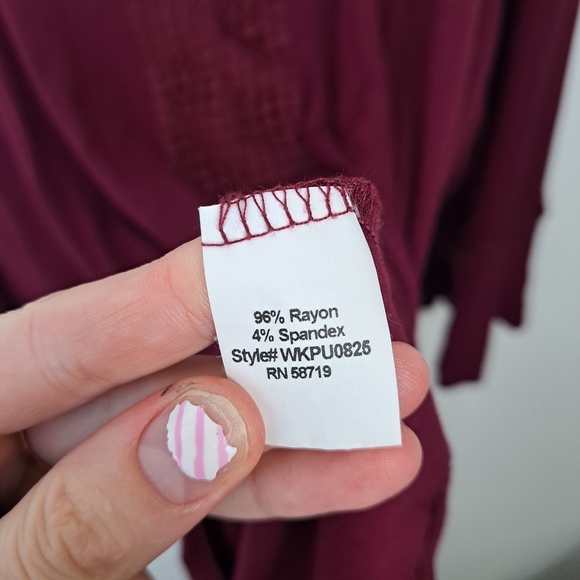 96% Rayon
4% Spandex
Style# WKPU0825
RN 58719